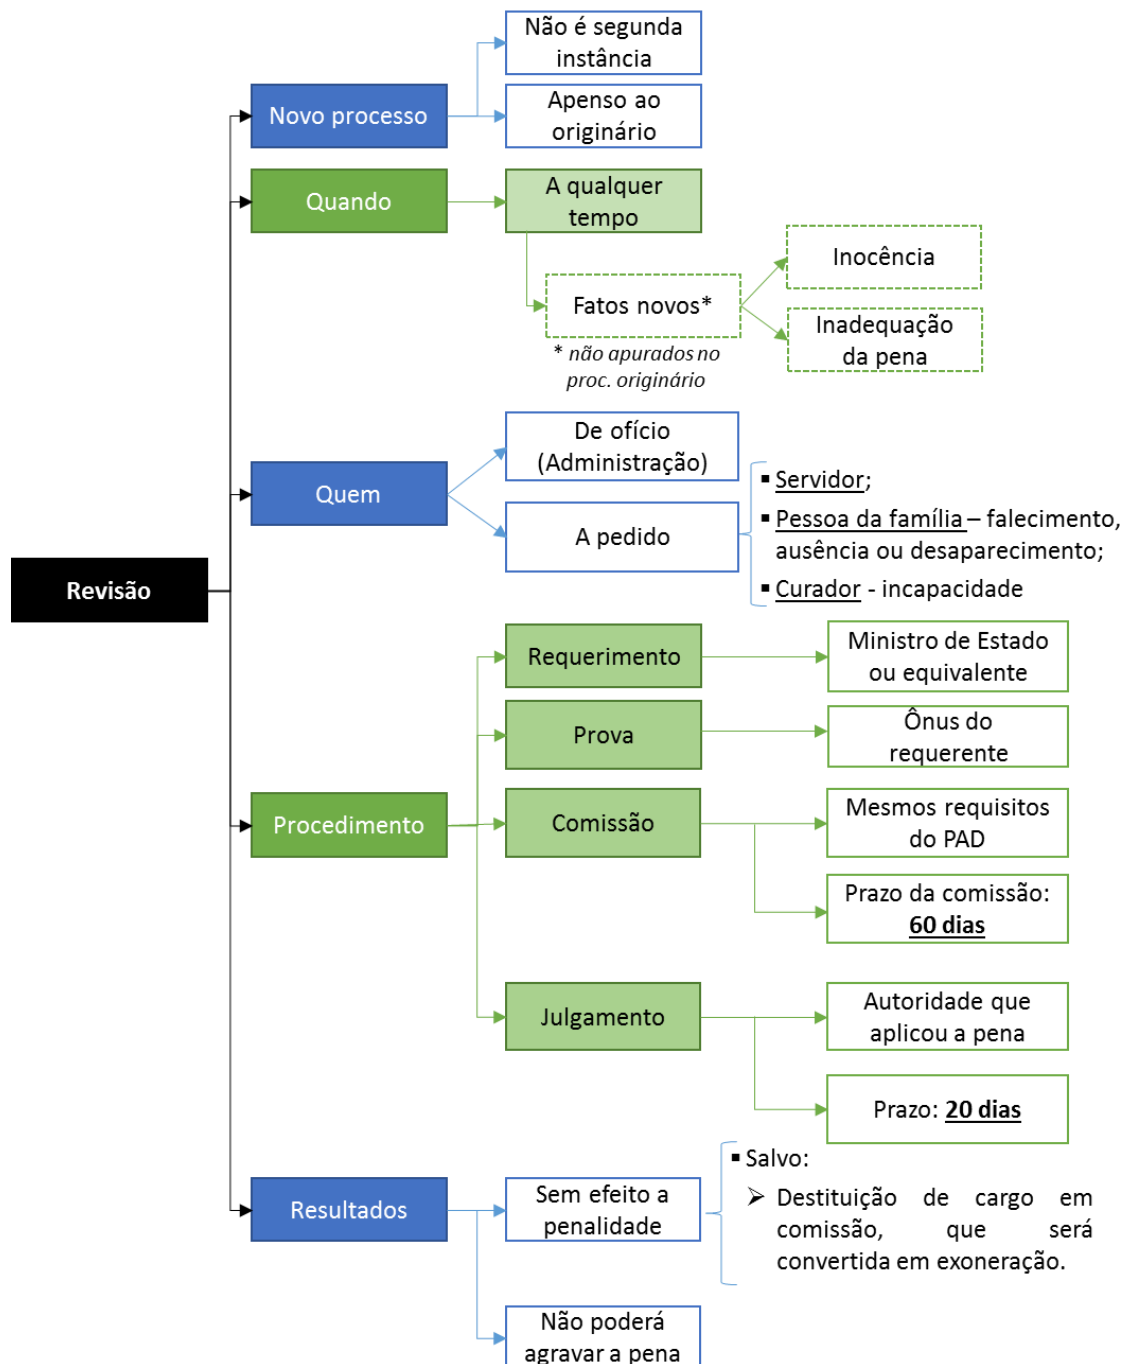 Revisão
Novo processo
Não é segunda
instância
Apenso ao
originário
Quando
A qualquer
tempo
Fatos novos*
* não apurados no
proc. originário
Inocência
Inadequação
da pena
Quem
De ofício
(Administração)
A pedido
▪ Servidor;
▪ Pessoa da família – falecimento,
ausência ou desaparecimento;
▪ Curador - incapacidade
Procedimento
Requerimento
Ministro de Estado
ou equivalente
Prova
Ônus do
requerente
Comissão
Mesmos requisitos
do PAD
Prazo da comissão:
60 dias
Julgamento
Autoridade que
aplicou a pena
Prazo: 20 dias
Resultados
Sem efeito a
penalidade
▪ Salvo:
➢ Destituição de cargo em
comissão, que será
convertida em exoneração.
Não poderá
agravar a pena